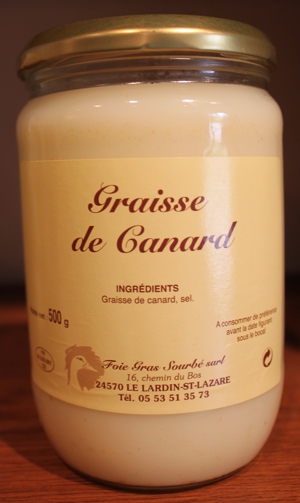 Graisse
de Canard
INGRÉDIENTS
Graisse de canard, sel.
net: 500 g
A consommer de préférence
avant la date figurant
sous le bocal
Foie Gras Sourbé sarl
16, chemin du Bos
24570 LE LARDIN-ST-LAZARE
Tél. 05 53 51 35 73